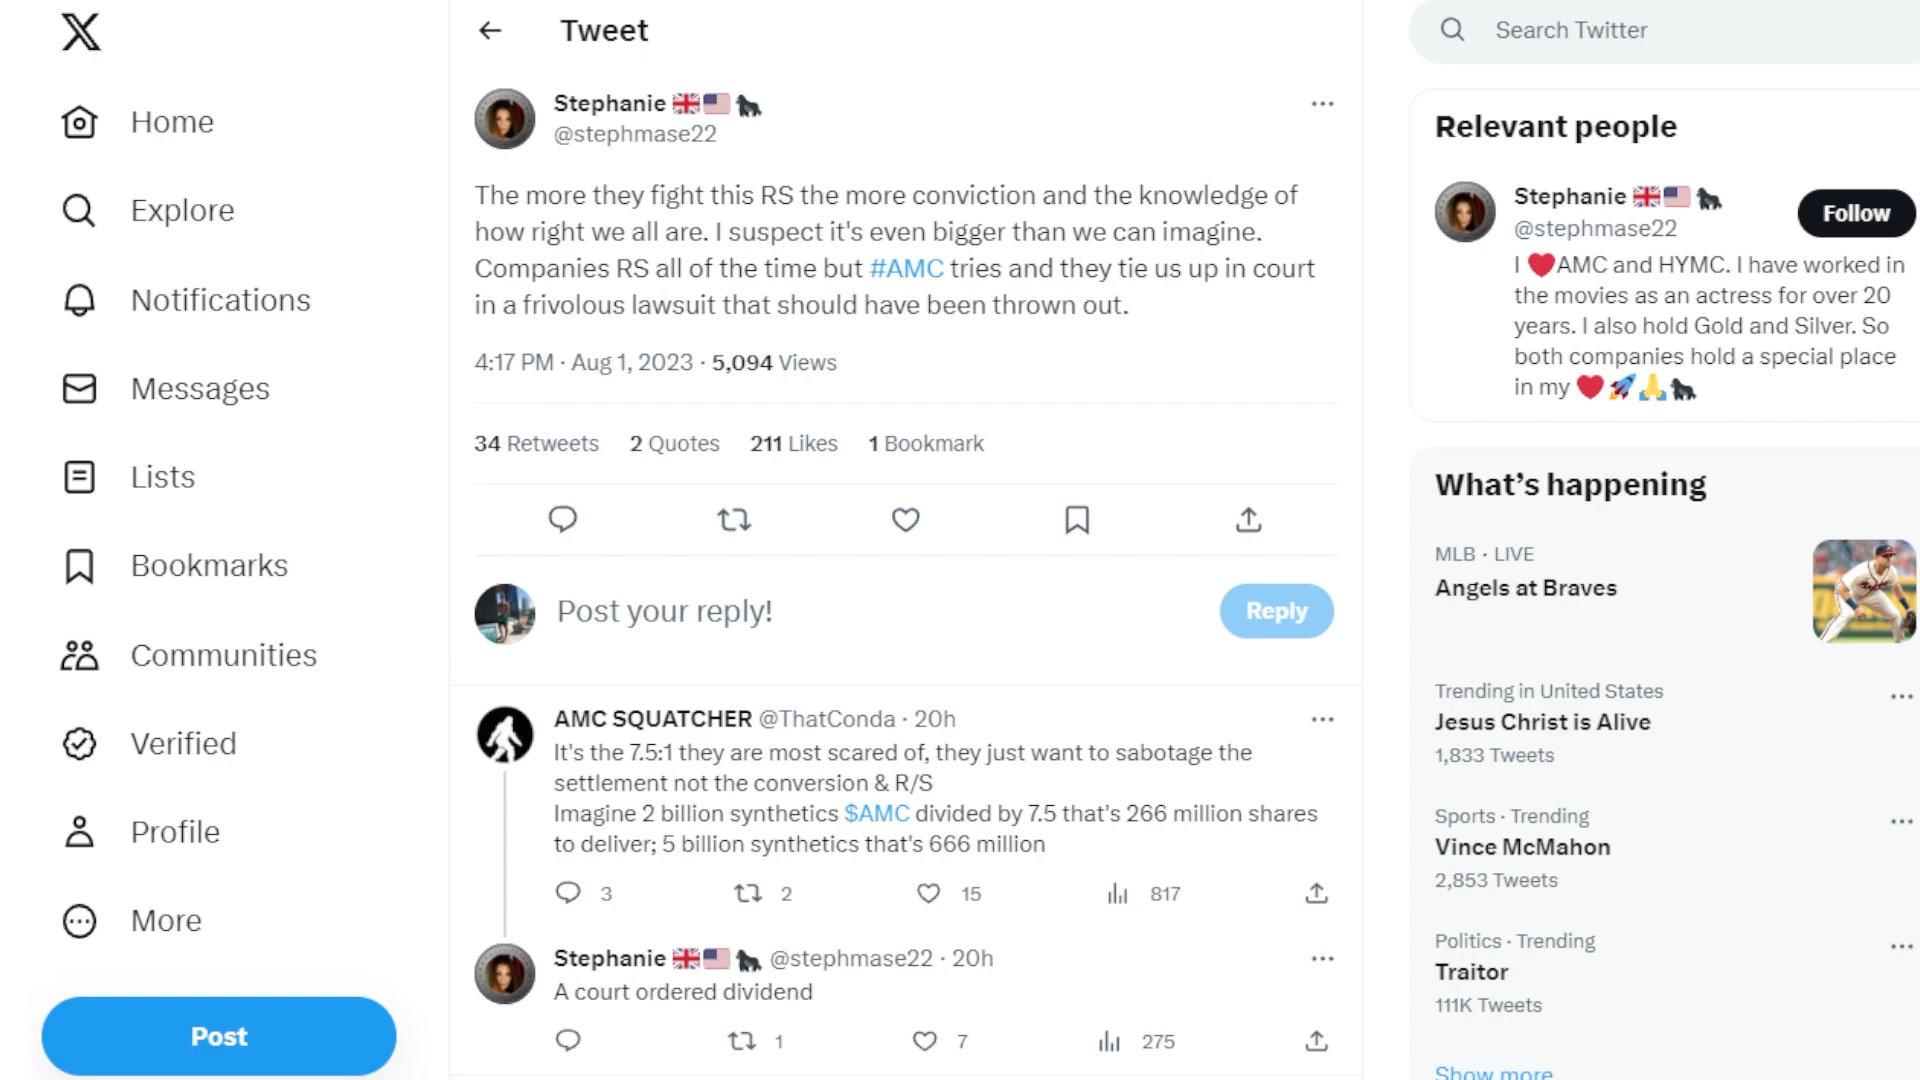 Home
Explore
Notifications
Messages
Lists
Bookmarks
Communities
Verified
Profile
More
Post
Tweet
Stephanie 🇬🇧🇺🇸🦍
@stephmase22
The more they fight this RS the more conviction and the knowledge of
how right we all are. I suspect it's even bigger than we can imagine.
Companies RS all of the time but #AMC tries and they tie us up in court
in a frivolous lawsuit that should have been thrown out.
4:17 PM · Aug 1, 2023 · 5,094 Views
34 Retweets 2 Quotes 211 Likes 1 Bookmark
Post your reply!
Reply
AMC SQUATCHER @ThatConda · 20h
It's the 7.5:1 they are most scared of, they just want to sabotage the
settlement not the conversion & R/S
Imagine 2 billion synthetics $AMC divided by 7.5 that's 266 million shares
to deliver; 5 billion synthetics that's 666 million
3 2 15 817
Stephanie 🇬🇧🇺🇸🦍 @stephmase22 · 20h
A court ordered dividend
1 7 275
Search Twitter
Relevant people
Stephanie 🇬🇧🇺🇸🦍
@stephmase22
Follow
I ❤️AMC and HYMC. I have worked in
the movies as an actress for over 20
years. I also hold Gold and Silver. So
both companies hold a special place
in my ❤️🚀🙏🦍
What's happening
MLB · LIVE
Angels at Braves
Trending in United States
Jesus Christ is Alive
1,833 Tweets
Sports · Trending
Vince McMahon
2,853 Tweets
Politics · Trending
Traitor
111K Tweets
Show more